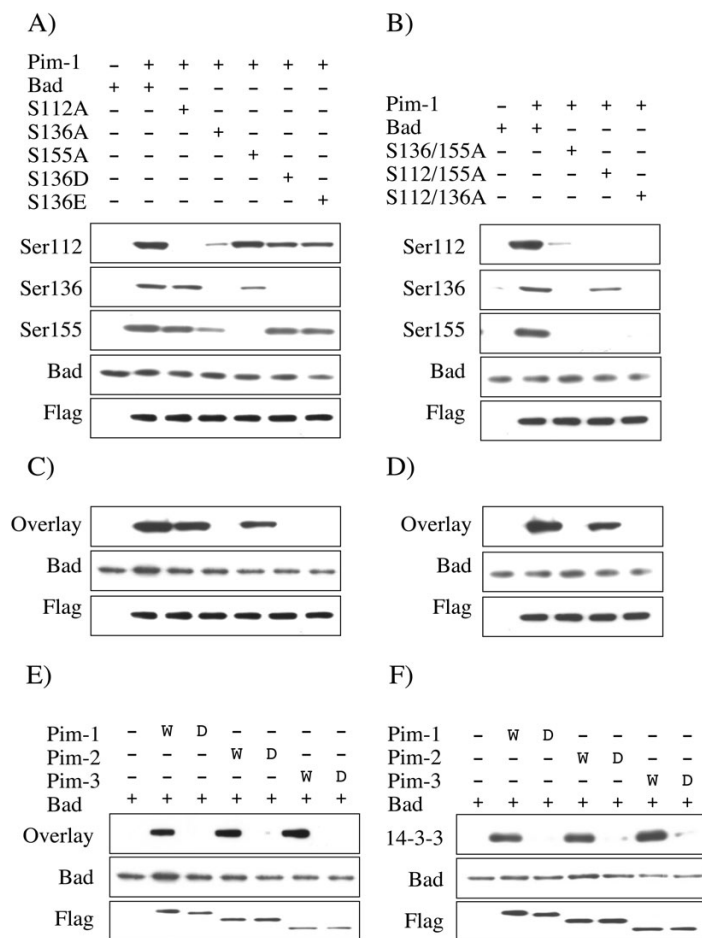 A)
Pim-1 – + + + + + +
Bad + + – – – – –
S112A – – + – – – –
S136A – – – + – – –
S155A – – – – + – –
S136D – – – – – + –
S136E – – – – – – +
Ser112
Ser136
Ser155
Bad
Flag
B)
Pim-1 – + + + +
Bad + + – – –
S136/155A – – + – –
S112/155A – – – + –
S112/136A – – – – +
Ser112
Ser136
Ser155
Bad
Flag
C)
Overlay
Bad
Flag
D)
Overlay
Bad
Flag
E)
Pim-1 – W D – – – –
Pim-2 – – – W D – –
Pim-3 – – – – – W D
Bad + + + + + + +
Overlay
Bad
Flag
F)
Pim-1 – W D – – – –
Pim-2 – – – W D – –
Pim-3 – – – – – W D
Bad + + + + + + +
14-3-3
Bad
Flag